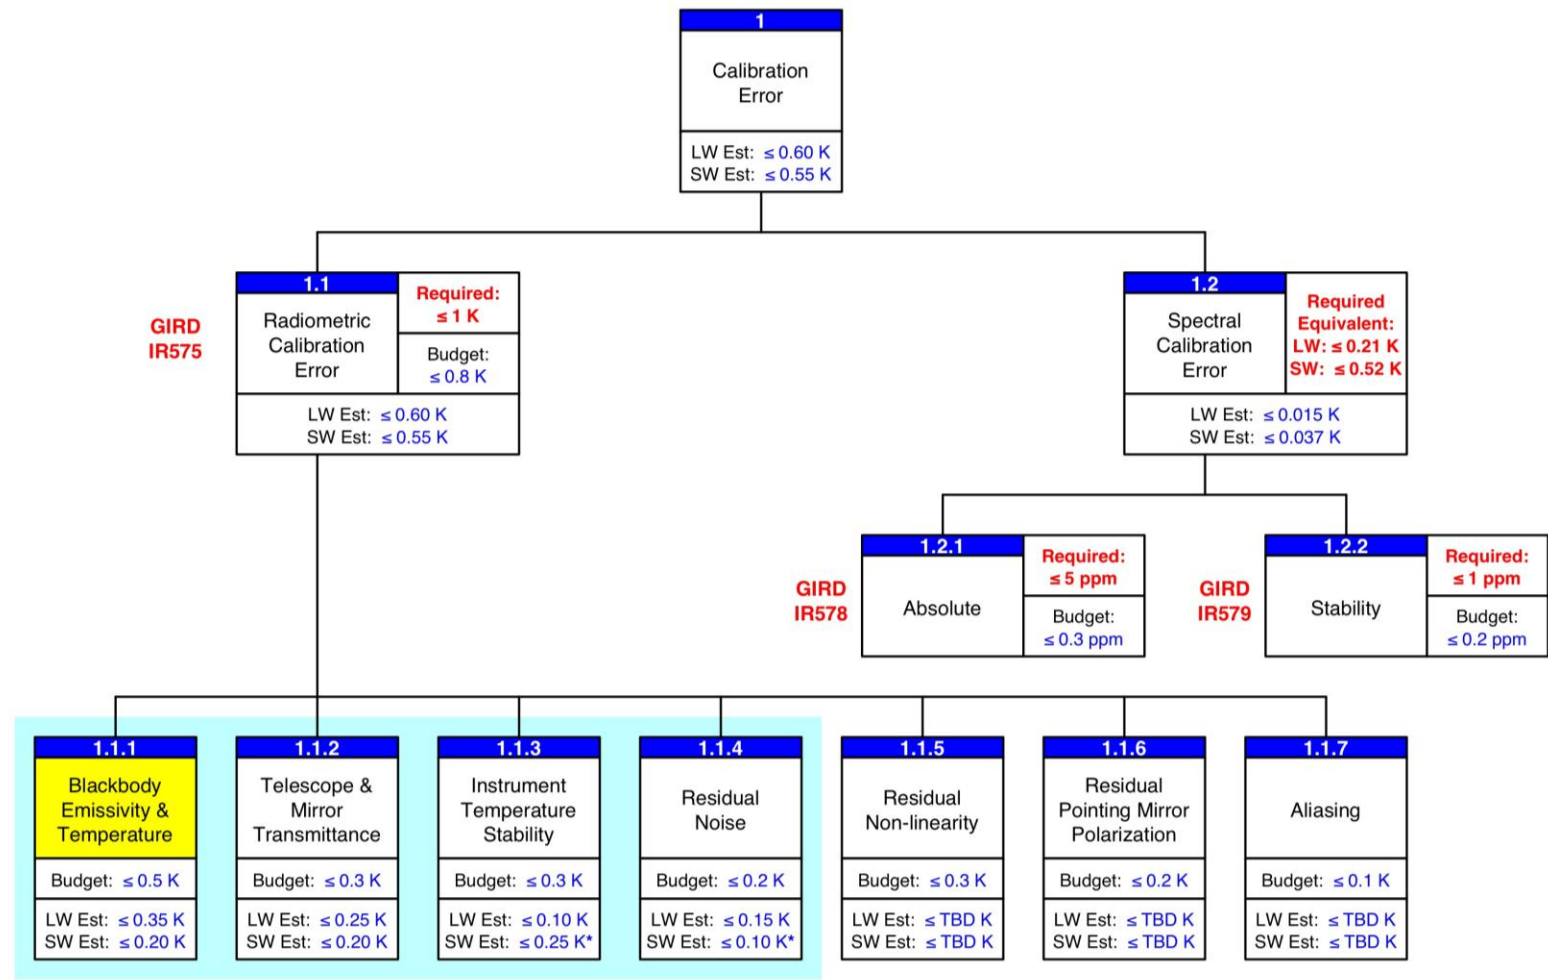 1
Calibration
Error
LW Est: ≤ 0.60 K
SW Est: ≤ 0.55 K
GIRD
IR575
1.1
Radiometric
Calibration
Error
Required:
≤ 1 K
Budget:
≤ 0.8 K
LW Est: ≤ 0.60 K
SW Est: ≤ 0.55 K
1.2
Spectral
Calibration
Error
Required
Equivalent:
LW: ≤ 0.21 K
SW: ≤ 0.52 K
LW Est: ≤ 0.015 K
SW Est: ≤ 0.037 K
GIRD
IR578
1.2.1
Absolute
Required:
≤ 5 ppm
Budget:
≤ 0.3 ppm
GIRD
IR579
1.2.2
Stability
Required:
≤ 1 ppm
Budget:
≤ 0.2 ppm
1.1.1
Blackbody
Emissivity &
Temperature
Budget: ≤ 0.5 K
LW Est: ≤ 0.35 K
SW Est: ≤ 0.20 K
1.1.2
Telescope &
Mirror
Transmittance
Budget: ≤ 0.3 K
LW Est: ≤ 0.25 K
SW Est: ≤ 0.20 K
1.1.3
Instrument
Temperature
Stability
Budget: ≤ 0.3 K
LW Est: ≤ 0.10 K
SW Est: ≤ 0.25 K*
1.1.4
Residual
Noise
Budget: ≤ 0.2 K
LW Est: ≤ 0.15 K
SW Est: ≤ 0.10 K*
1.1.5
Residual
Non-linearity
Budget: ≤ 0.3 K
LW Est: ≤ TBD K
SW Est: ≤ TBD K
1.1.6
Residual
Pointing Mirror
Polarization
Budget: ≤ 0.2 K
LW Est: ≤ TBD K
SW Est: ≤ TBD K
1.1.7
Aliasing
Budget: ≤ 0.1 K
LW Est: ≤ TBD K
SW Est: ≤ TBD K